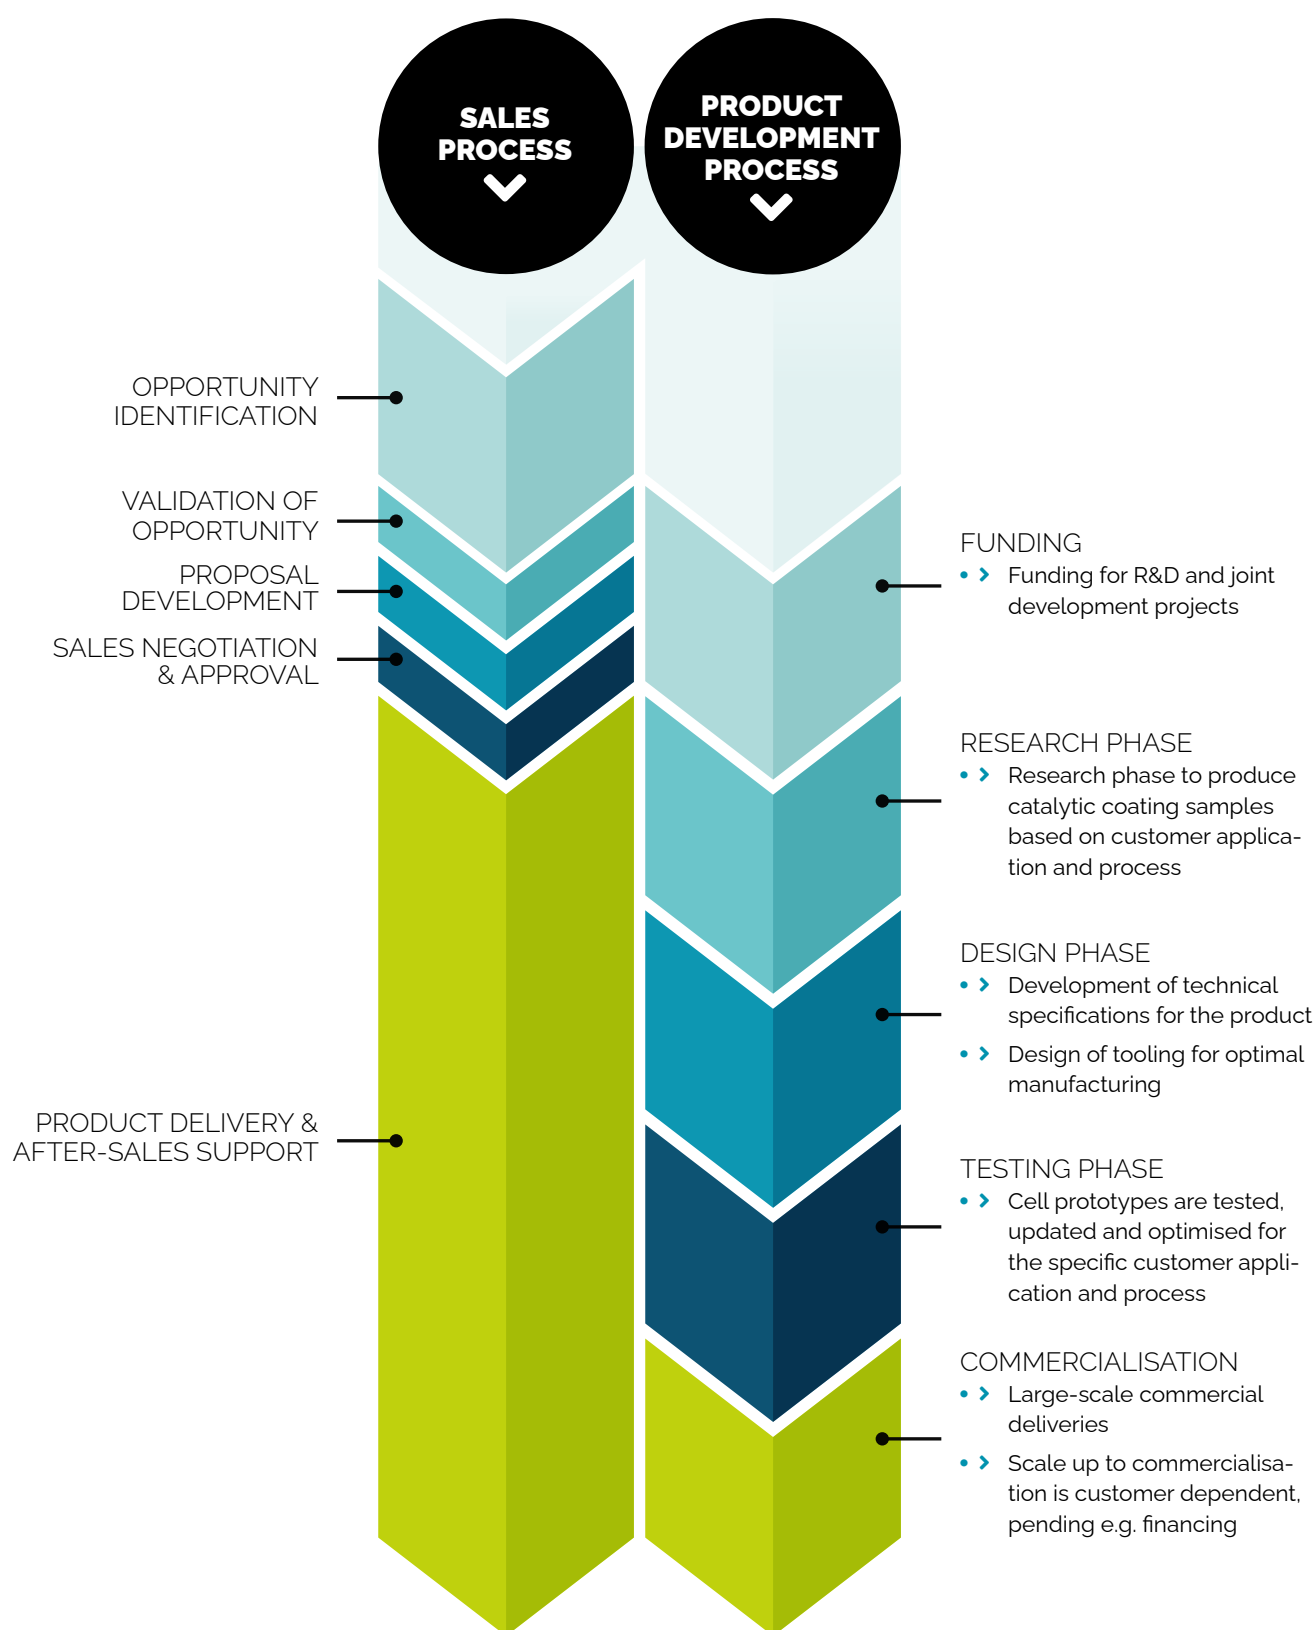 SALES
PROCESS
PRODUCT
DEVELOPMENT
PROCESS
OPPORTUNITY
IDENTIFICATION
VALIDATION OF
OPPORTUNITY
PROPOSAL
DEVELOPMENT
SALES NEGOTIATION
& APPROVAL
PRODUCT DELIVERY &
AFTER-SALES SUPPORT
FUNDING
Funding for R&D and joint
development projects
RESEARCH PHASE
Research phase to produce
catalytic coating samples
based on customer applica-
tion and process
DESIGN PHASE
Development of technical
specifications for the product
Design of tooling for optimal
manufacturing
TESTING PHASE
Cell prototypes are tested,
updated and optimised for
the specific customer appli-
cation and process
COMMERCIALISATION
Large-scale commercial
deliveries
Scale up to commercialisa-
tion is customer dependent,
pending e.g. financing